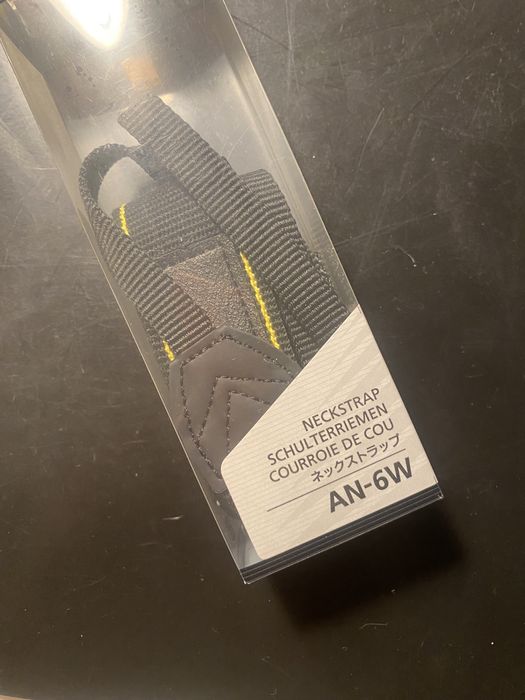 NECKSTRAP
SCHULTERRIEMEN
COURROIE DE COU
ネックストラップ
AN-6W